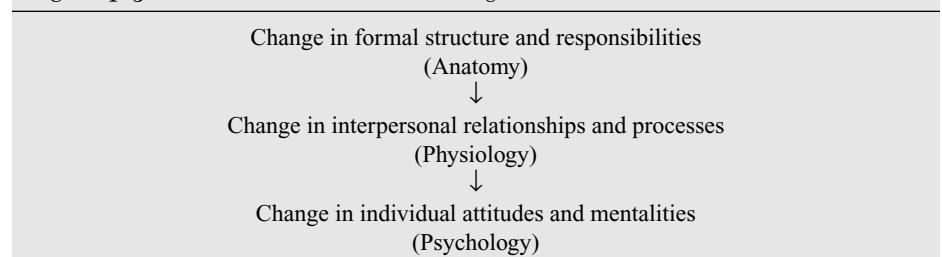 Change in formal structure and responsibilities
(Anatomy)
↓
Change in interpersonal relationships and processes
(Physiology)
↓
Change in individual attitudes and mentalities
(Psychology)